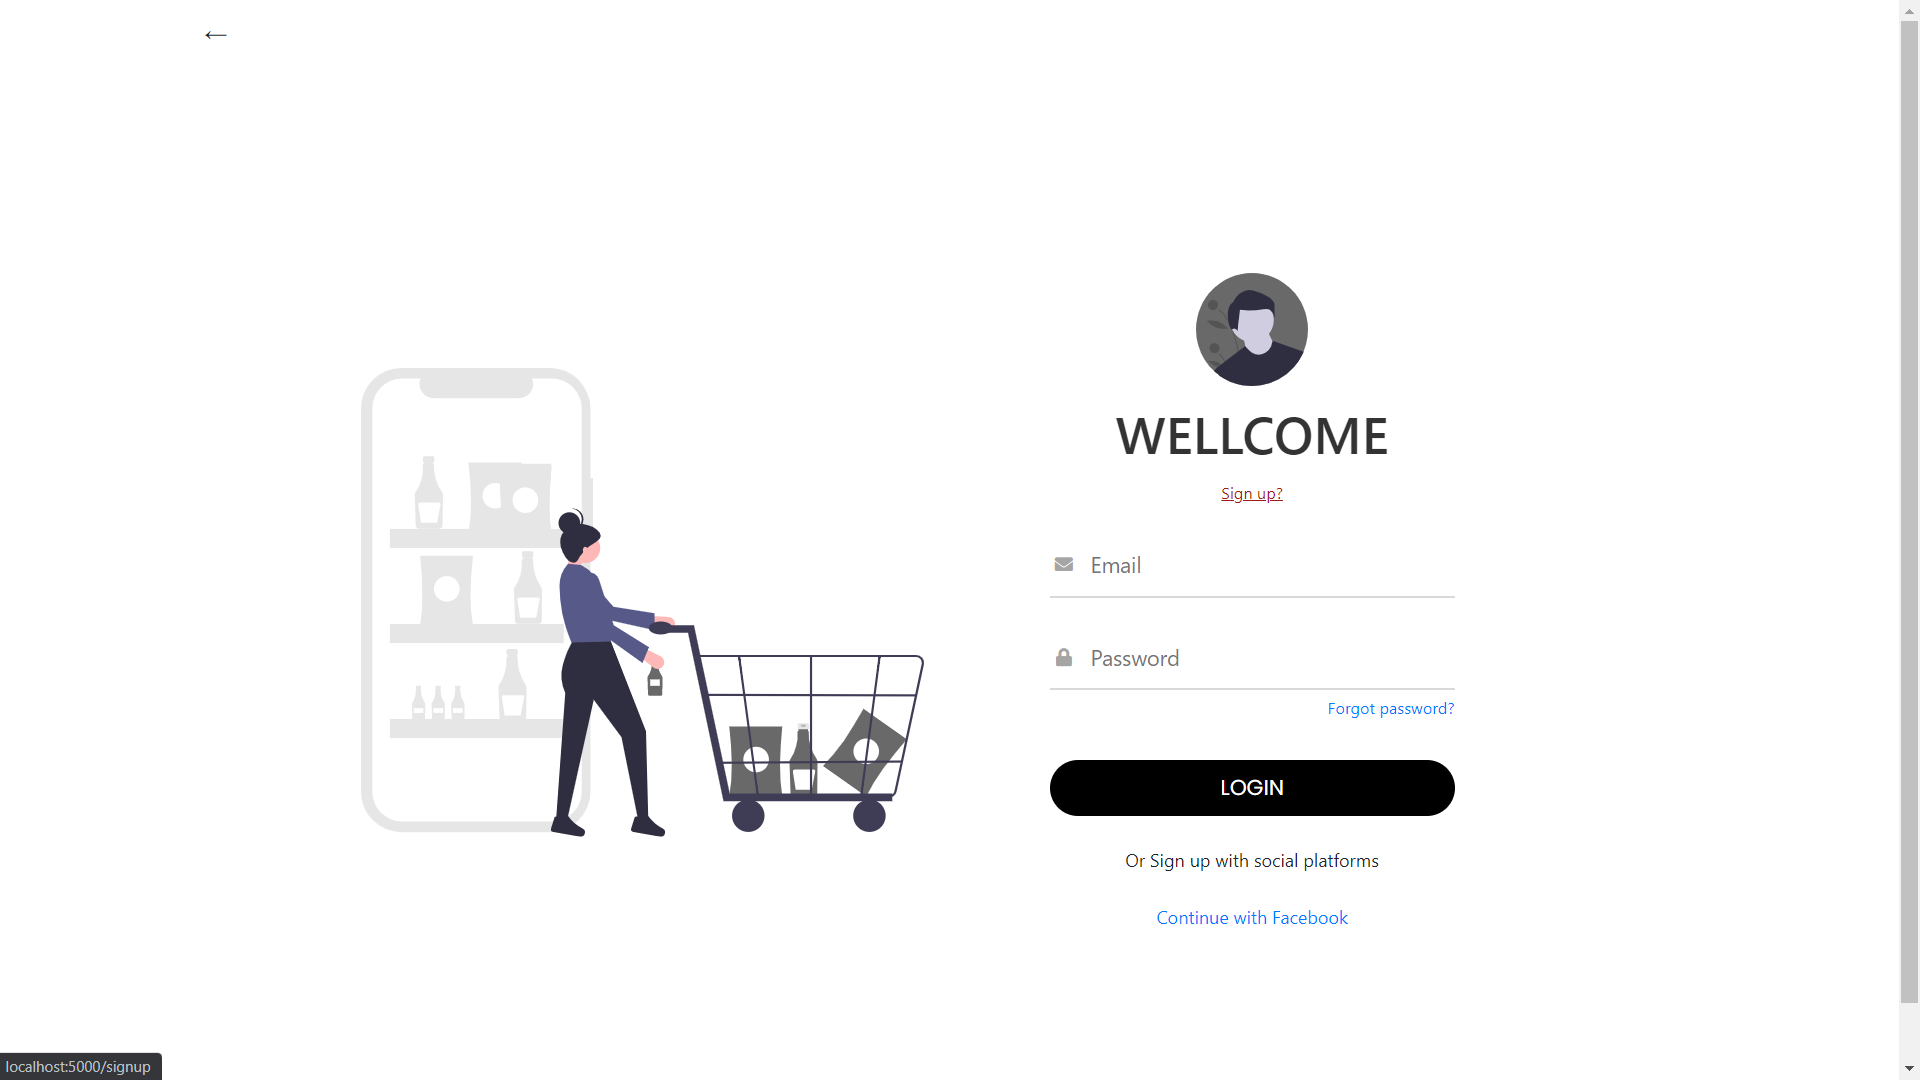 ←
WELLCOME
Sign up?
Email
Password
Forgot password?
LOGIN
Or Sign up with social platforms
Continue with Facebook
localhost:5000/signup